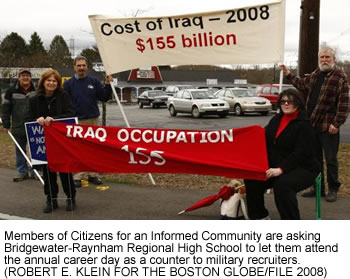 Cost of Iraq – 2008
$155 billion
IRAQ OCCUPATION
155
Members of Citizens for an Informed Community are asking
Bridgewater-Raynham Regional High School to let them attend
the annual career day as a counter to military recruiters.
(ROBERT E. KLEIN FOR THE BOSTON GLOBE/FILE 2008)